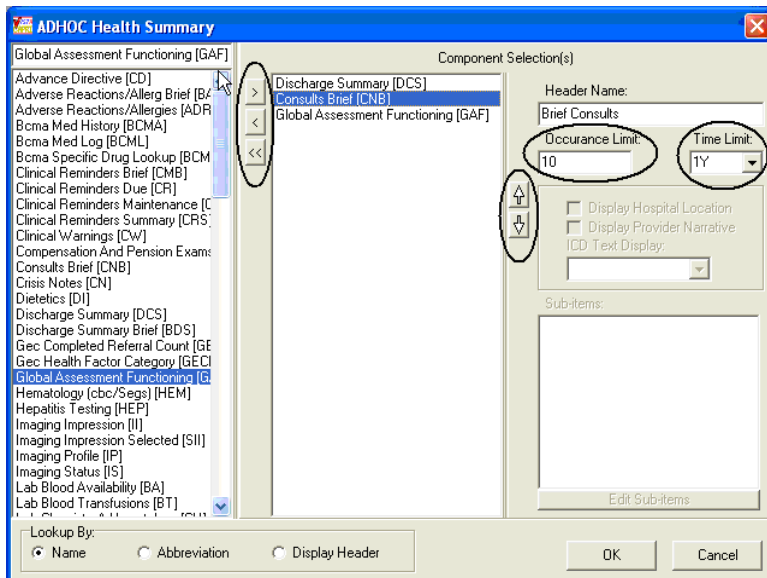 ADHOC Health Summary
Global Assessment Functioning [GAF]
Advance Directive [CD]
Adverse Reactions/Allerg Brief [BA
Adverse Reactions/Allergies [ADR
Bcma Med History [BCMA]
Bcma Med Log [BCML]
Bcma Specific Drug Lookup [BCM
Clinical Reminders Brief [CMB]
Clinical Reminders Due [CR]
Clinical Reminders Maintenance [C
Clinical Reminders Summary [CRS]
Clinical Warnings [CW]
Compensation And Pension Exams
Consults Brief [CNB]
Crisis Notes [CN]
Dietetics [DI]
Discharge Summary [DCS]
Discharge Summary Brief [BDS]
Gec Completed Referral Count [GE
Gec Health Factor Category [GECI
Global Assessment Functioning [GA
Hematology (cbc/Segs) [HEM]
Hepatitis Testing [HEP]
Imaging Impression [II]
Imaging Impression Selected [SII]
Imaging Profile [IP]
Imaging Status [IS]
Lab Blood Availability [BA]
Lab Blood Transfusions [BT]
>
<
<<
Component Selection(s)
Discharge Summary [DCS]
Consults Brief [CNB]
Global Assessment Functioning [GAF]
Header Name:
Brief Consults
Occurance Limit: Time Limit:
10 1Y
Display Hospital Location
Display Provider Narrative
ICD Text Display:
Sub-items:
Edit Sub-items
Lookup By:
Name Abbreviation Display Header
OK Cancel